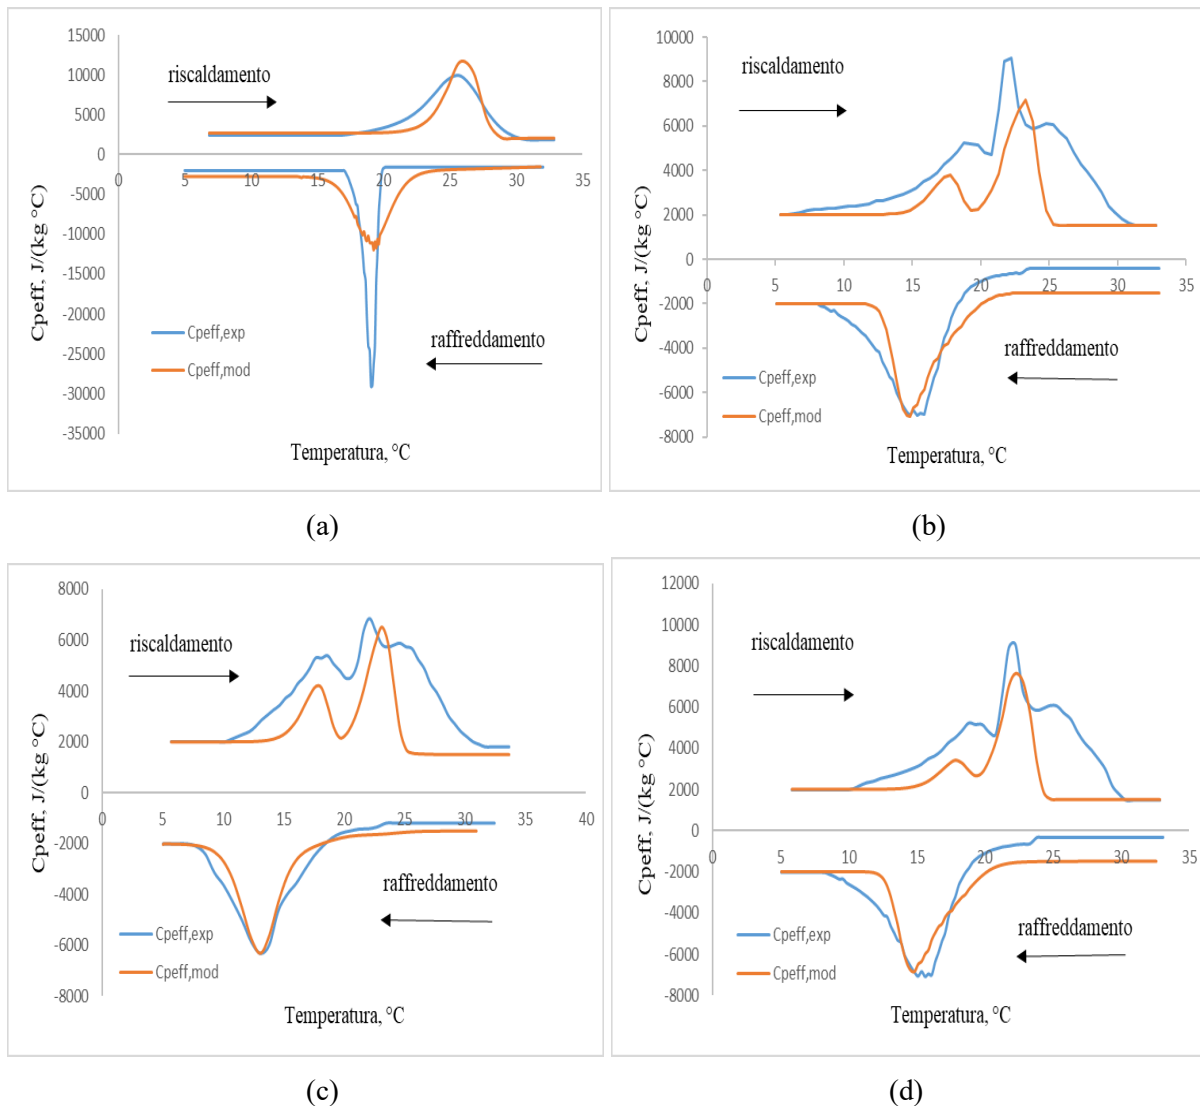 15000
10000
5000
0
-5000
-10000
-15000
-20000
-25000
-30000
-35000
0
5
10
15
20
25
30
35
Cpeff, J/(kg °C)
riscaldamento
raffreddamento
Cpeff,exp
Cpeff,mod
Temperatura, °C
(a)
10000
8000
6000
4000
2000
0
-2000
-4000
-6000
-8000
0
5
10
15
20
25
30
35
Cpeff, J/(kg °C)
riscaldamento
raffreddamento
Cpeff,exp
Cpeff,mod
Temperatura, °C
(b)
8000
6000
4000
2000
0
-2000
-4000
-6000
-8000
0
5
10
15
20
25
30
35
40
Cpeff, J/(kg °C)
riscaldamento
raffreddamento
Cpeff,exp
Cpeff,mod
Temperatura, °C
(c)
12000
10000
8000
6000
4000
2000
0
-2000
-4000
-6000
-8000
0
5
10
15
20
25
30
35
Cpeff, J/(kg °C)
riscaldamento
raffreddamento
Cpeff,exp
Cpeff,mod
Temperatura, °C
(d)